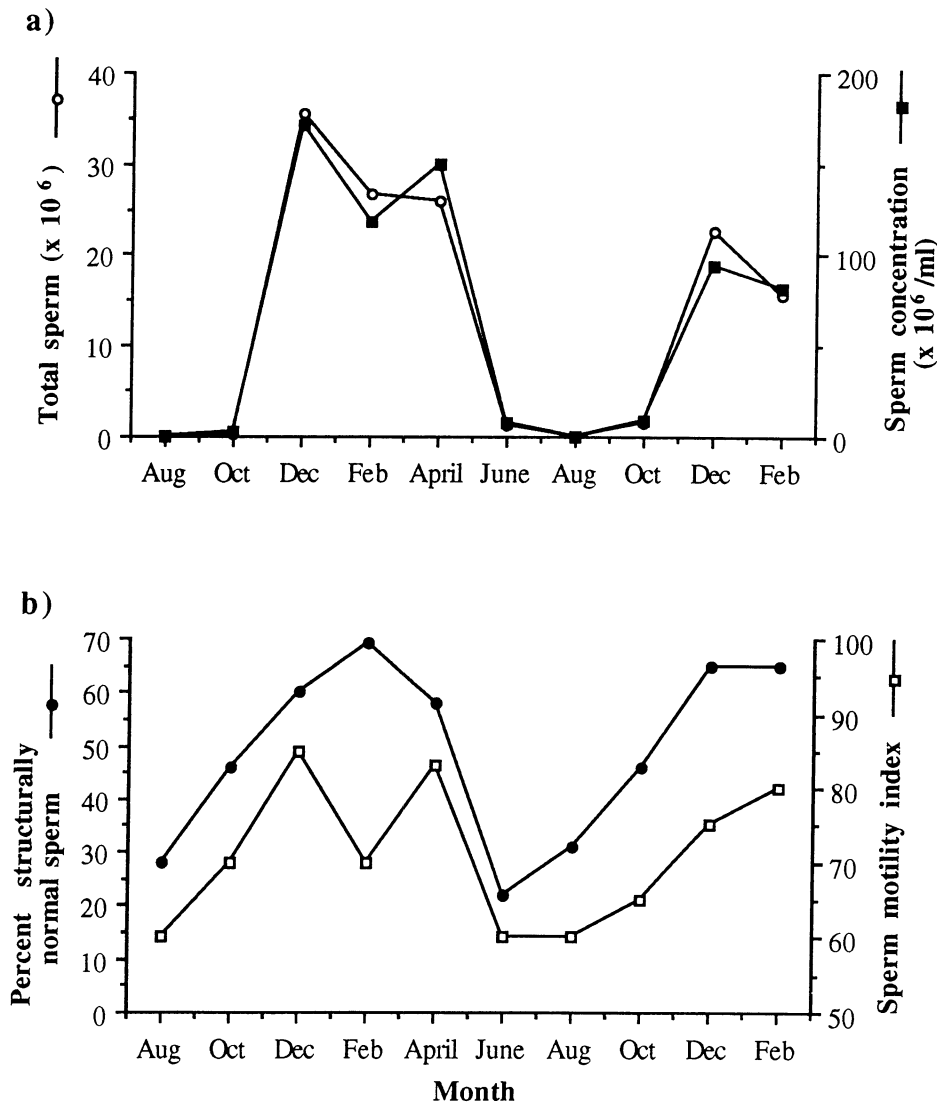 a)
Total sperm (x 10 6)
40
30
20
10
0
200
100
0
Sperm concentration
(x 10 6 /ml)
Aug Oct Dec Feb April June Aug Oct Dec Feb
b)
Percent structurally
normal sperm
70
60
50
40
30
20
10
0
100
90
80
70
60
50
Sperm motility index
Aug Oct Dec Feb April June Aug Oct Dec Feb
Month